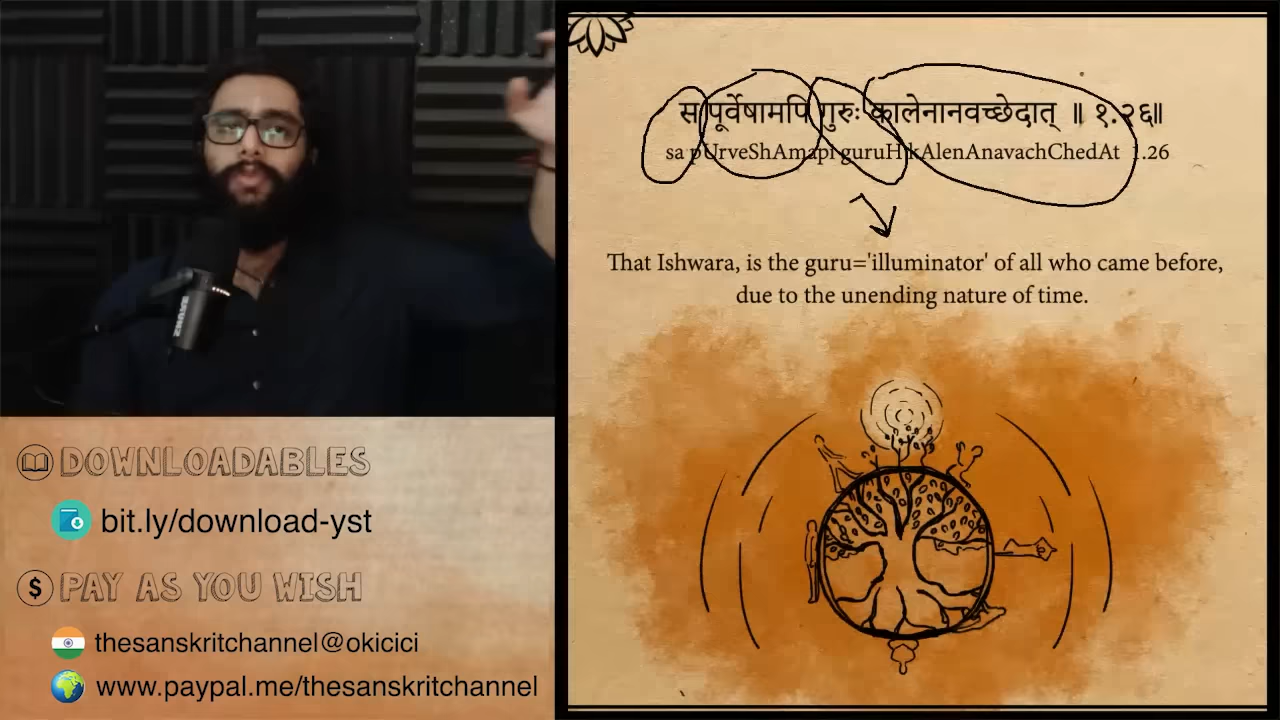 स पूर्वेषामपि गुरुः कालेनानवच्छेदात् ॥ १.२६॥
sa pUrveShAmapi guruH kAlenAnavachChedAt 1.26
That Ishwara, is the guru='illuminator' of all who came before,
due to the unending nature of time.
DOWNLOADABLES
bit.ly/download-yst
$ PAY AS YOU WISH
thesanskritchannel@okicici
www.paypal.me/thesanskritchannel